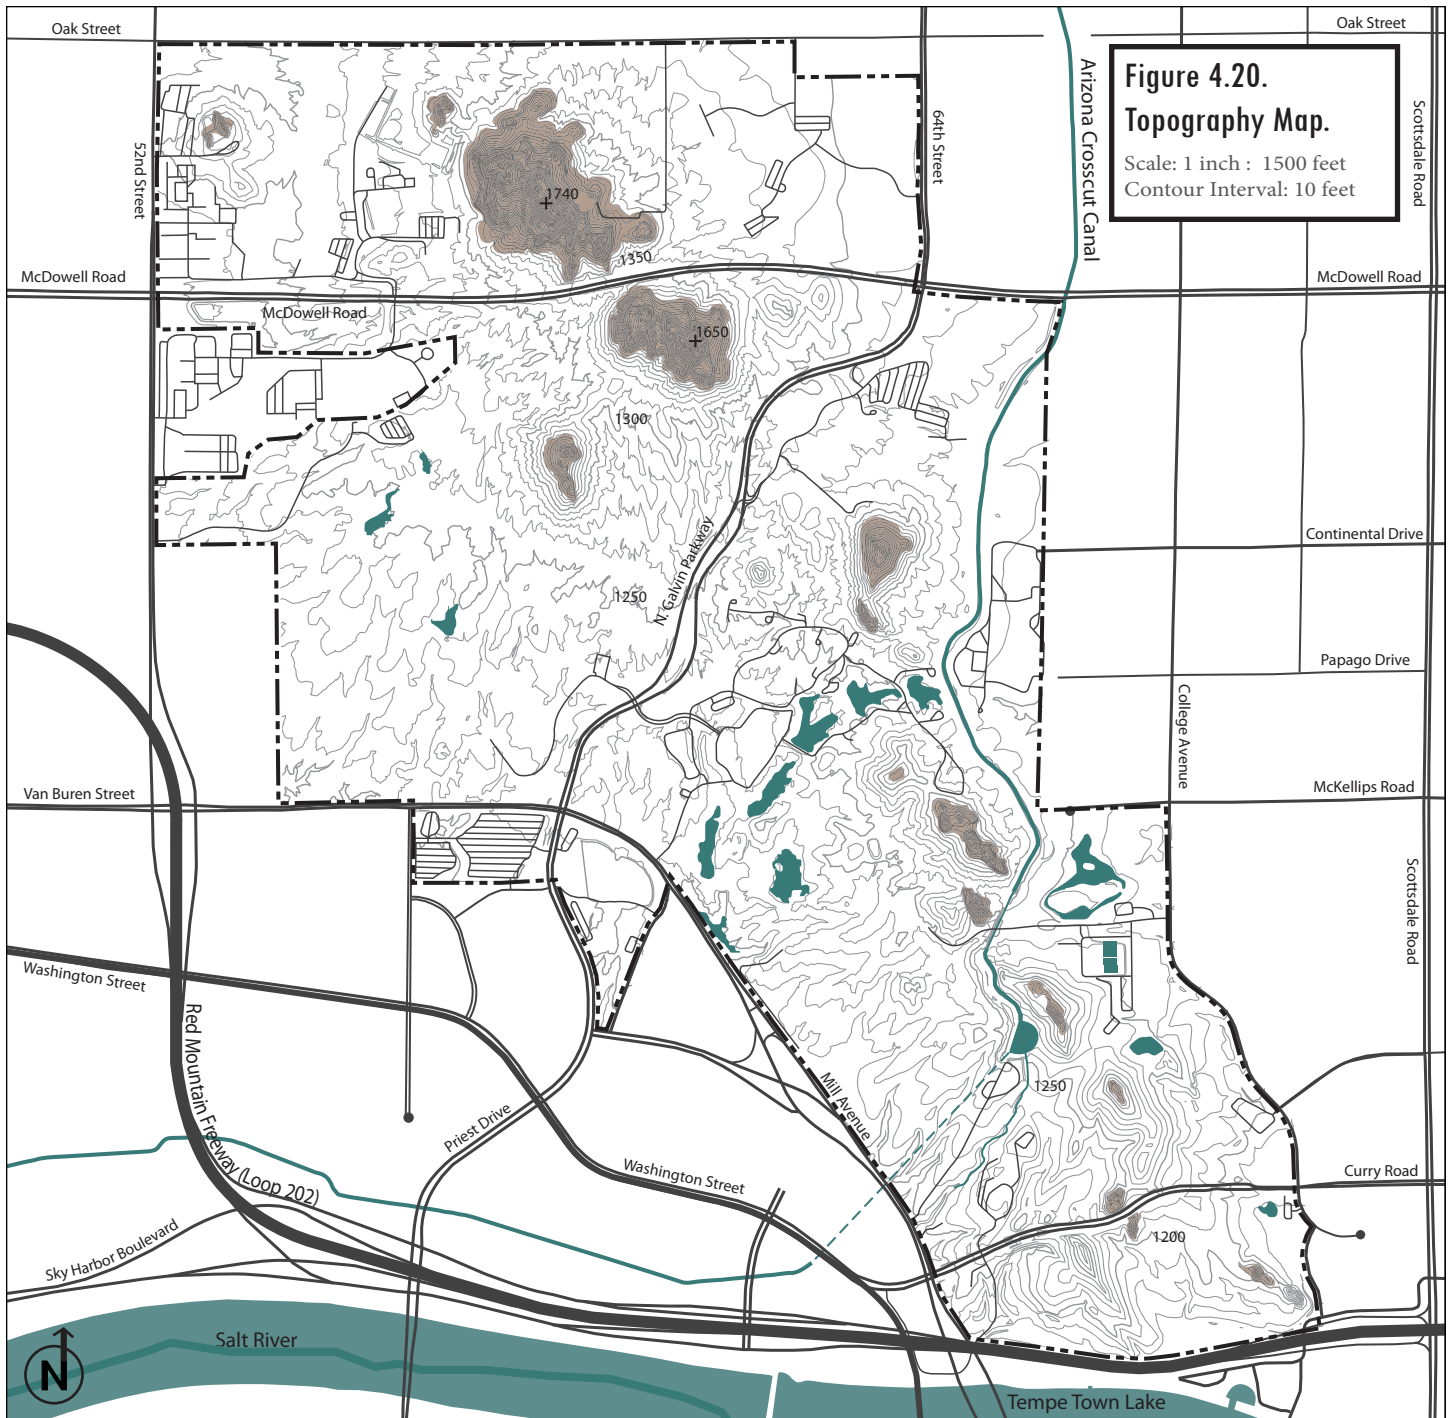 Oak Street
Oak Street
Figure 4.20.
Topography Map.
Scale: 1 inch : 1500 feet
Contour Interval: 10 feet
Arizona Crosscut Canal
Scottsdale Road
64th Street
52nd Street
1740
1350
McDowell Road
McDowell Road
McDowell Road
1650
1300
Continental Drive
N. Galvin Parkway
1250
Papago Drive
College Avenue
Van Buren Street
McKellips Road
Scottsdale Road
Washington Street
Red Mountain Freeway (Loop 202)
Mill Avenue
1250
Priest Drive
Washington Street
Curry Road
1200
Sky Harbor Boulevard
Salt River
N
Tempe Town Lake